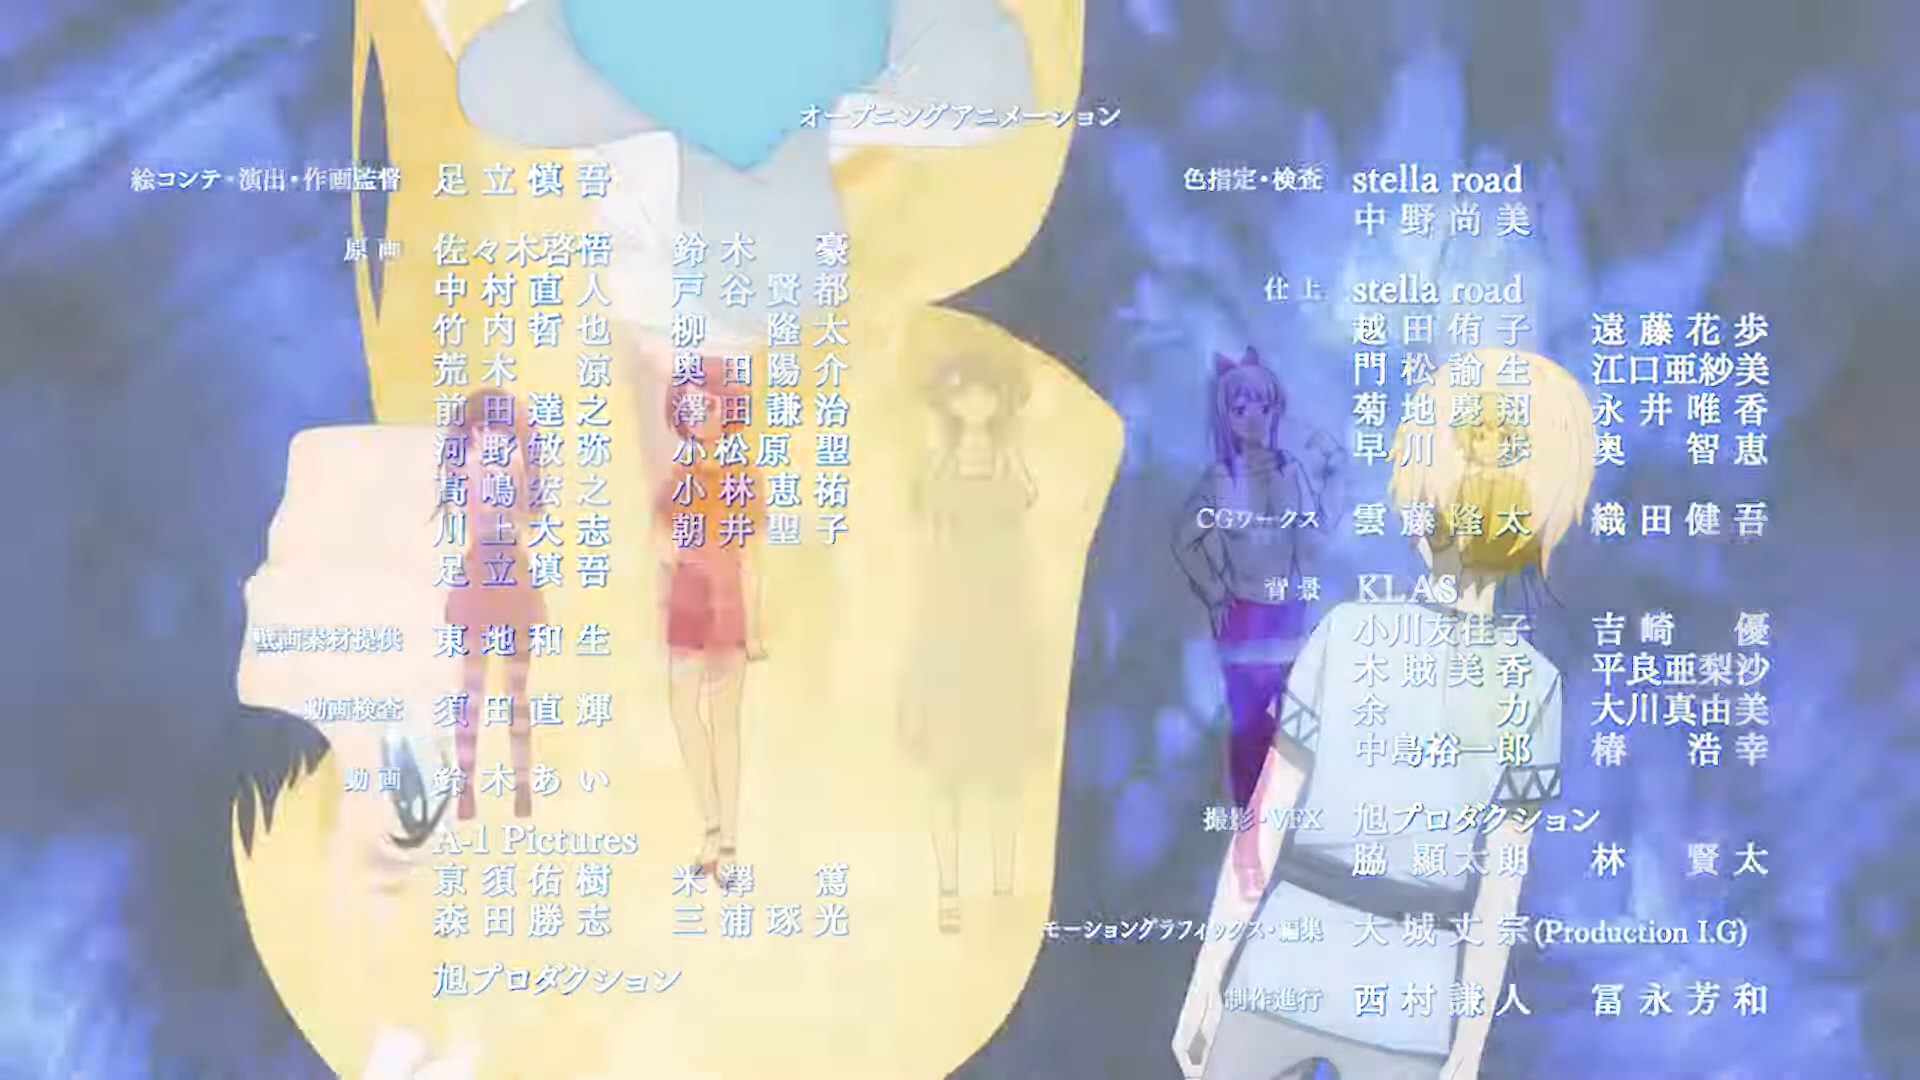 オープニングアニメーション
絵コンテ・演出・作画監督 足立慎吾
原画 佐々木啓悟 鈴木豪
中村直人 戸谷賢都
竹内哲也 柳隆太
荒木涼 奥田陽介
前田達之 澤田謙治
河野敏弥 小松原聖
髙嶋宏之 小林恵祐
川上大志 朝井聖子
足立慎吾
壁画素材提供 東地和生
動画検査 須田直輝
動画 鈴木あい
A-1 Pictures
京須佑樹 米澤篤
森田勝志 三浦琢光
旭プロダクション
色指定・検査 stella road
中野尚美
仕上 stella road
越田侑子 遠藤花歩
門松諭生 江口亜紗美
菊地慶翔 永井唯香
早川歩 奥智恵
CGワークス 雲藤隆太 織田健吾
背景 KLAS
小川友佳子 吉崎優
木賊美香 平良亜梨沙
余力 大川真由美
中島裕一郎 椿浩幸
撮影・VFX 旭プロダクション
脇顯太朗 林賢太
モーショングラフィックス・編集 大城丈宗(Production I.G)
制作進行 西村謙人 冨永芳和